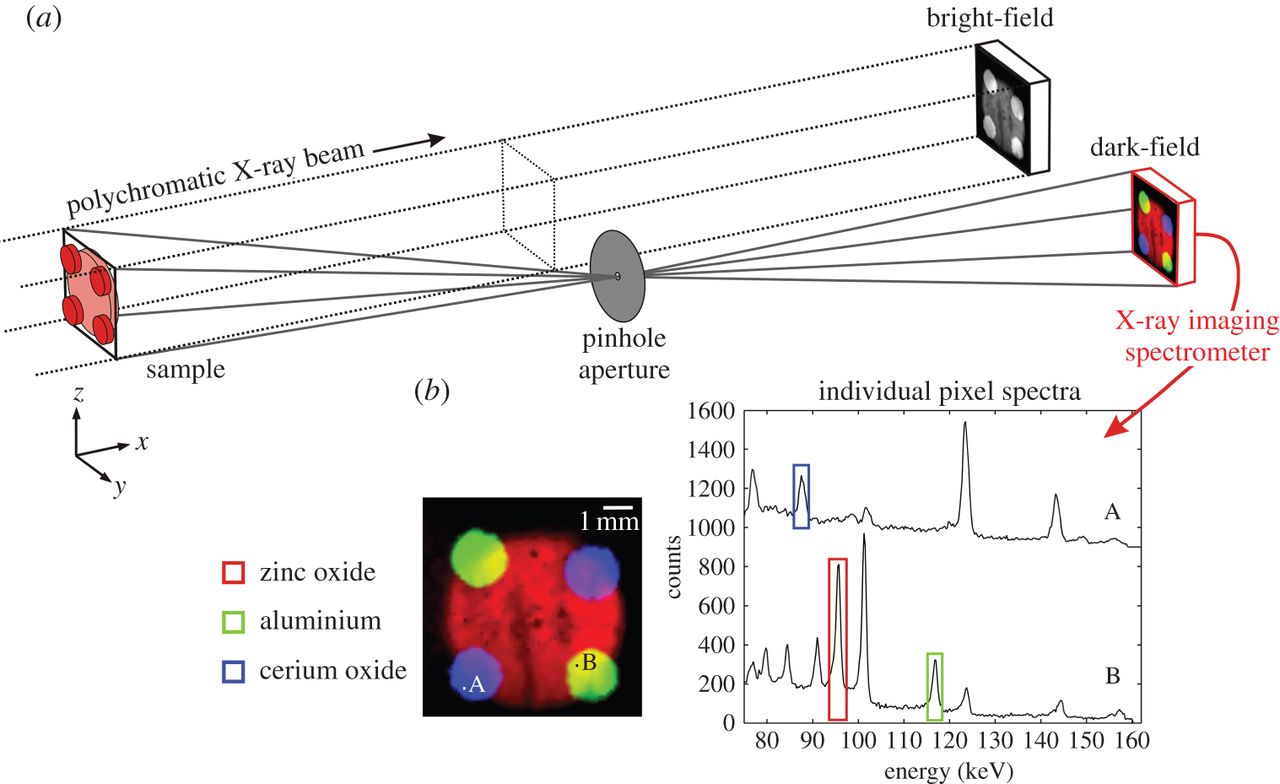 (a)
bright-field
polychromatic X-ray beam
dark-field
X-ray imaging
spectrometer
pinhole
aperture
sample
z
x
y
(b)
zinc oxide
aluminium
cerium oxide
1 mm
A
B
individual pixel spectra
1600
1400
1200
1000
800
600
400
200
0
counts
A
B
80 90 100 110 120 130 140 150 160
energy (keV)